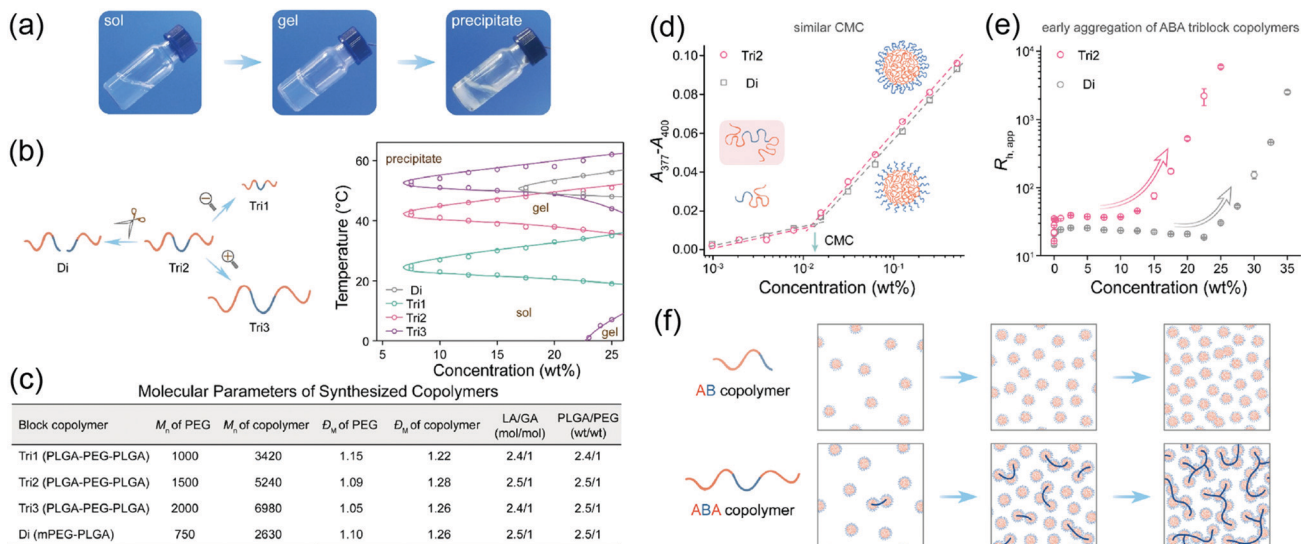 (a)
sol
gel
precipitate
(b)
Di
Tri2
Tri1
Tri3
Temperature (°C)
60
40
20
0
precipitate
gel
sol
gel
Di
Tri1
Tri2
Tri3
5
10
15
20
25
Concentration (wt%)
(c)
Molecular Parameters of Synthesized Copolymers
Block copolymer Mn of PEG Mn of copolymer ĐM of PEG ĐM of copolymer LA/GA (mol/mol) PLGA/PEG (wt/wt)
Tri1 (PLGA-PEG-PLGA) 1000 3420 1.15 1.22 2.4/1 2.4/1
Tri2 (PLGA-PEG-PLGA) 1500 5240 1.09 1.28 2.5/1 2.5/1
Tri3 (PLGA-PEG-PLGA) 2000 6980 1.05 1.26 2.4/1 2.5/1
Di (mPEG-PLGA) 750 2630 1.10 1.26 2.5/1 2.5/1
(d)
similar CMC
Tri2
Di
A377-A400
0.10
0.08
0.06
0.04
0.02
0.00
CMC
10-3
10-2
10-1
Concentration (wt%)
(e)
early aggregation of ABA triblock copolymers
Tri2
Di
Rh, app
104
103
102
101
0
5
10
15
20
25
30
35
Concentration (wt%)
(f)
AB copolymer
ABA
copolymer